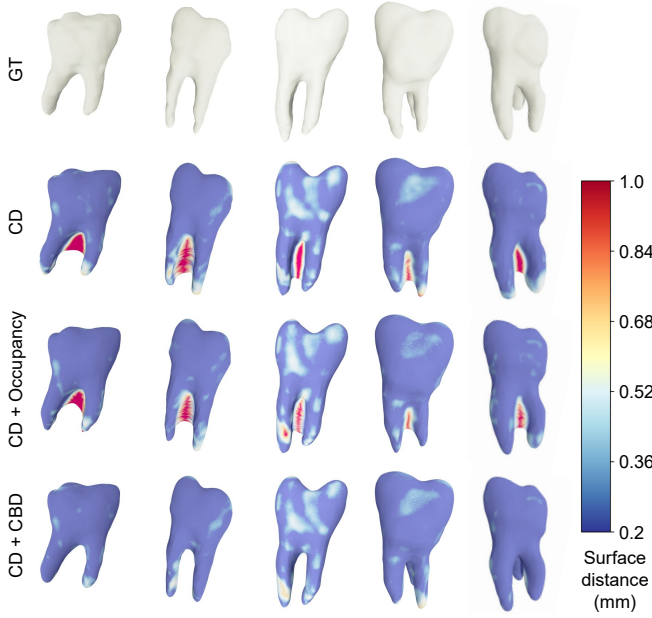 GT
CD
CD + Occupancy
CD + CBD
1.0
0.84
0.68
0.52
0.36
0.2
Surface
distance
(mm)